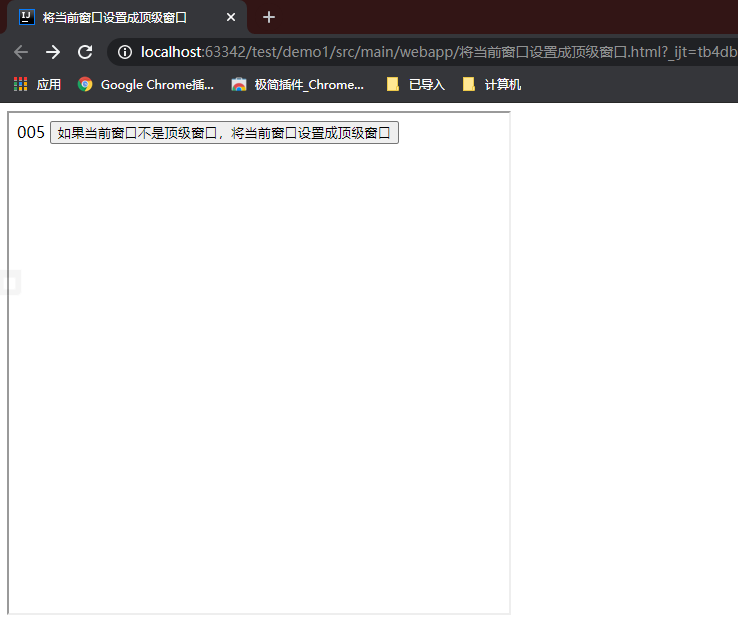 将当前窗口设置成顶级窗口
localhost:63342/test/demo1/src/main/webapp/将当前窗口设置成顶级窗口.html?_ijt=tb4db
应用 Google Chrome插... 极简插件_Chrome... 已导入 计算机
005 如果当前窗口不是顶级窗口，将当前窗口设置成顶级窗口